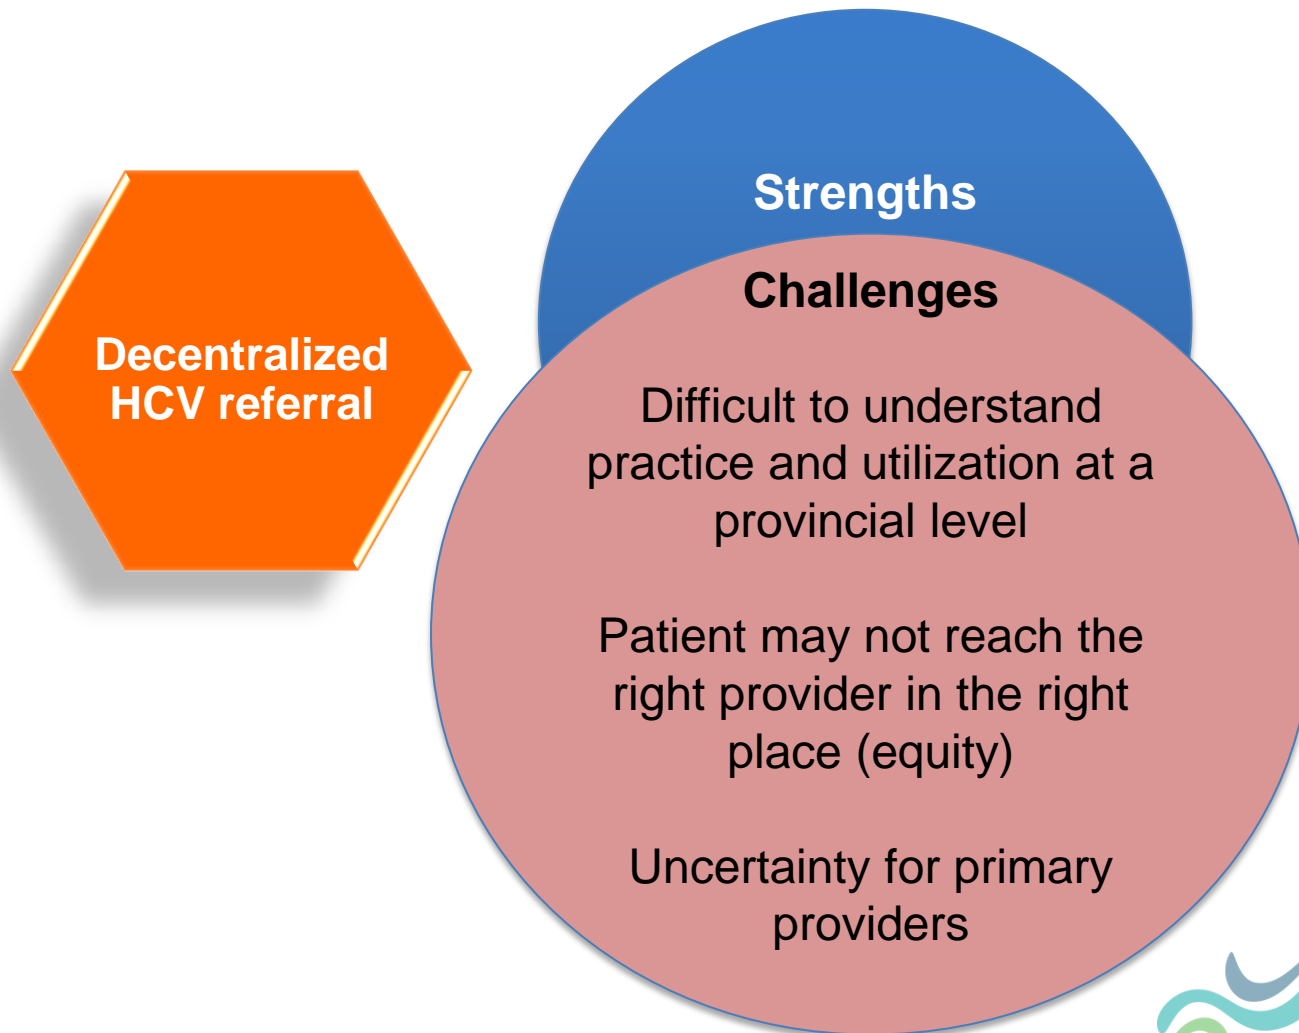 Decentralized
HCV referral
Strengths
Challenges
Difficult to understand
practice and utilization at a
provincial level
Patient may not reach the
right provider in the right
place (equity)
Uncertainty for primary
providers